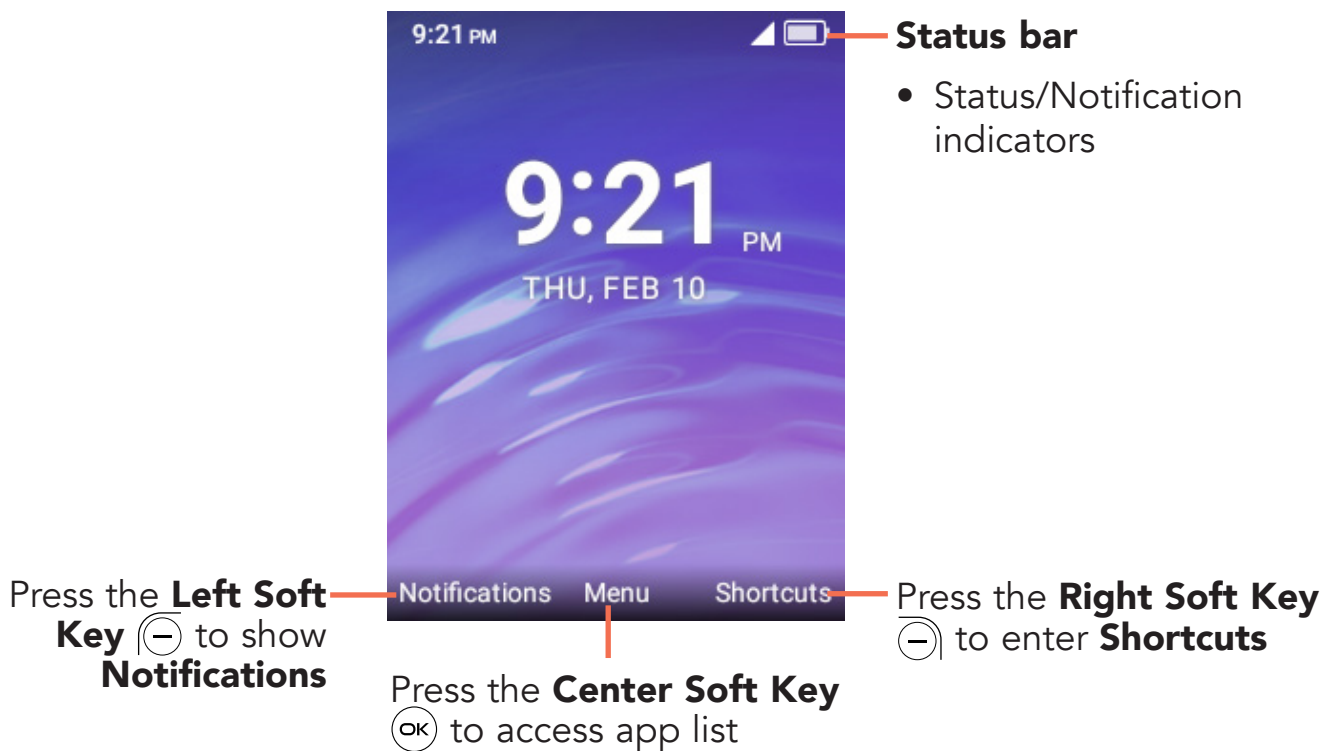 9:21 PM
Status bar
• Status/Notification
indicators
9:21 PM
THU, FEB 10
Notifications Menu Shortcuts
Press the Left Soft
Key to show
Notifications
Press the Center Soft Key
OK to access app list
Press the Right Soft Key
to enter Shortcuts